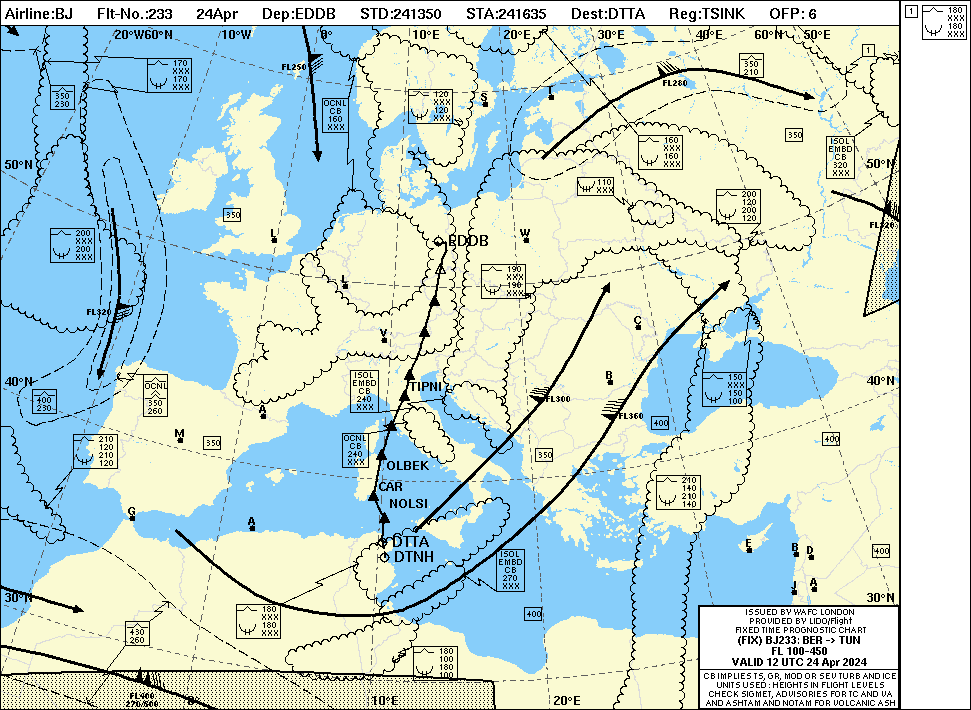 Airline:BJ Flt-No.:233 24Apr Dep:EDDB STD:241350 STA:241635 Dest:DTTA Reg:TSINK OFP: 6
20°W60°N 10°W 0° 10°E 20°E 30°E 40°E 60°N 50°E
1
180
XXX
180
XXX
FL250
170
XXX
170
XXX
350
230
OCNL
CB
160
XXX
120
XXX
120
XXX
S
T
FL280
350
210
1
350
50°N
160
XXX
160
XXX
ISOL
EMBD
CB
320
XXX
50°N
110
XXX
200
120
200
120
FL320
350
200
XXX
200
XXX
L
EDDB
W
L
190
XXX
190
XXX
FL320
V
C
40°N
OCNL
350
260
400
230
ISOL
EMBD
CB
240
XXX
TIPNI
B
150
XXX
150
100
40°N
FL300
FL360
A
400
M
350
210
120
210
120
OCNL
CB
240
XXX
350
400
OLBEK
CAR
NOLSI
210
140
210
140
G
A
DTTA
DTNH
E
B
D
400
ISOL
EMBD
CB
270
XXX
J
A
30°N
30°N
180
XXX
180
XXX
400
430
260
180
100
180
100
FL400
270/500
10°E
20°E
ISSUED BY WAFC LONDON
PROVIDED BY LIDO/Flight
FIXED TIME PROGNOSTIC CHART
(FIX) BJ233: BER -> TUN
FL 100-450
VALID 12 UTC 24 Apr 2024
CB IMPLIES TS, GR, MOD OR SEV TURB AND ICE
UNITS USED : HEIGHTS IN FLIGHT LEVELS
CHECK SIGMET, ADVISORIES FOR TC AND VA
AND ASHTAM AND NOTAM FOR VOLCANIC ASH